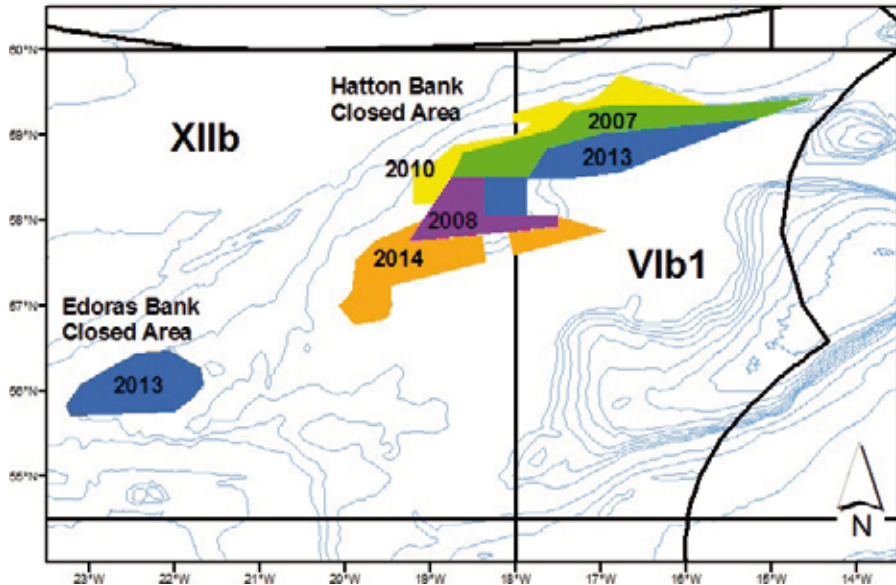 60°N
Hatton Bank
Closed Area
59°N
2007
XIIb
2013
2010
58°N
2008
2014
VIb1
57°N
Edoras Bank
Closed Area
2013
56°N
55°N
N
23°W 22°W 21°W 20°W 19°W 18°W 17°W 16°W 15°W 14°W